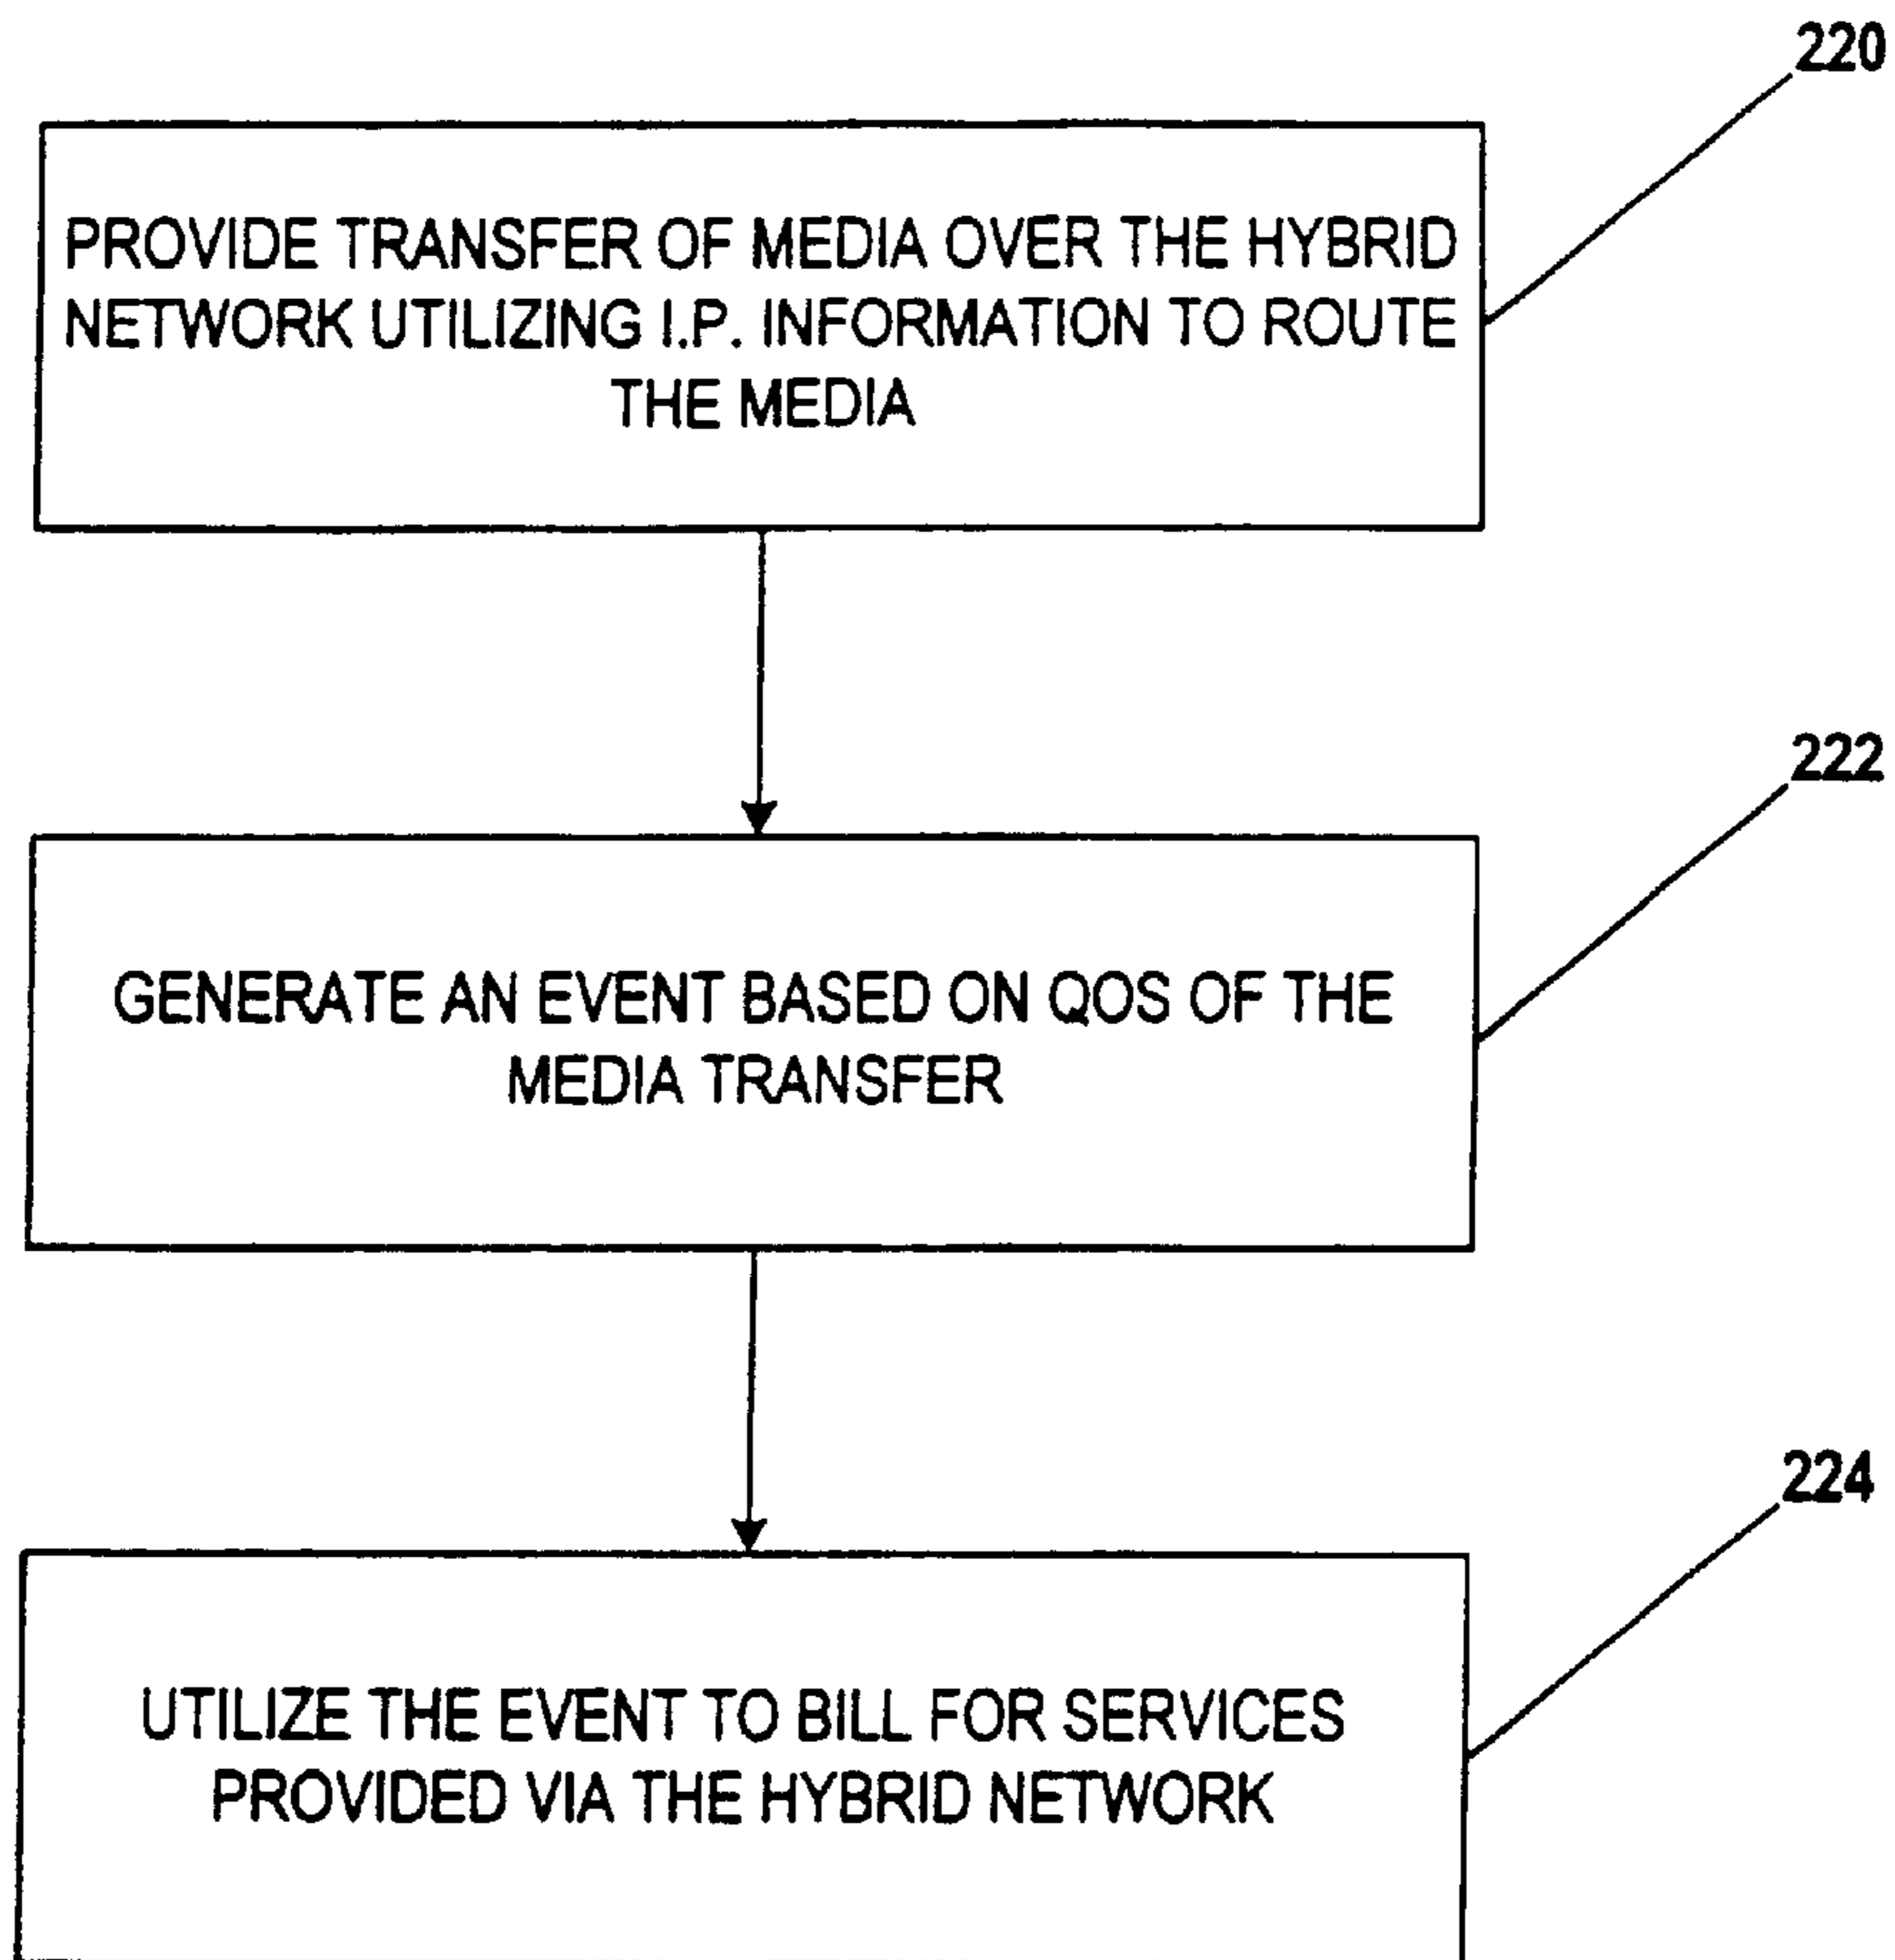 220
PROVIDE TRANSFER OF MEDIA OVER THE HYBRID
NETWORK UTILIZING I.P. INFORMATION TO ROUTE
THE MEDIA
222
GENERATE AN EVENT BASED ON QOS OF THE
MEDIA TRANSFER
224
UTILIZE THE EVENT TO BILL FOR SERVICES
PROVIDED VIA THE HYBRID NETWORK